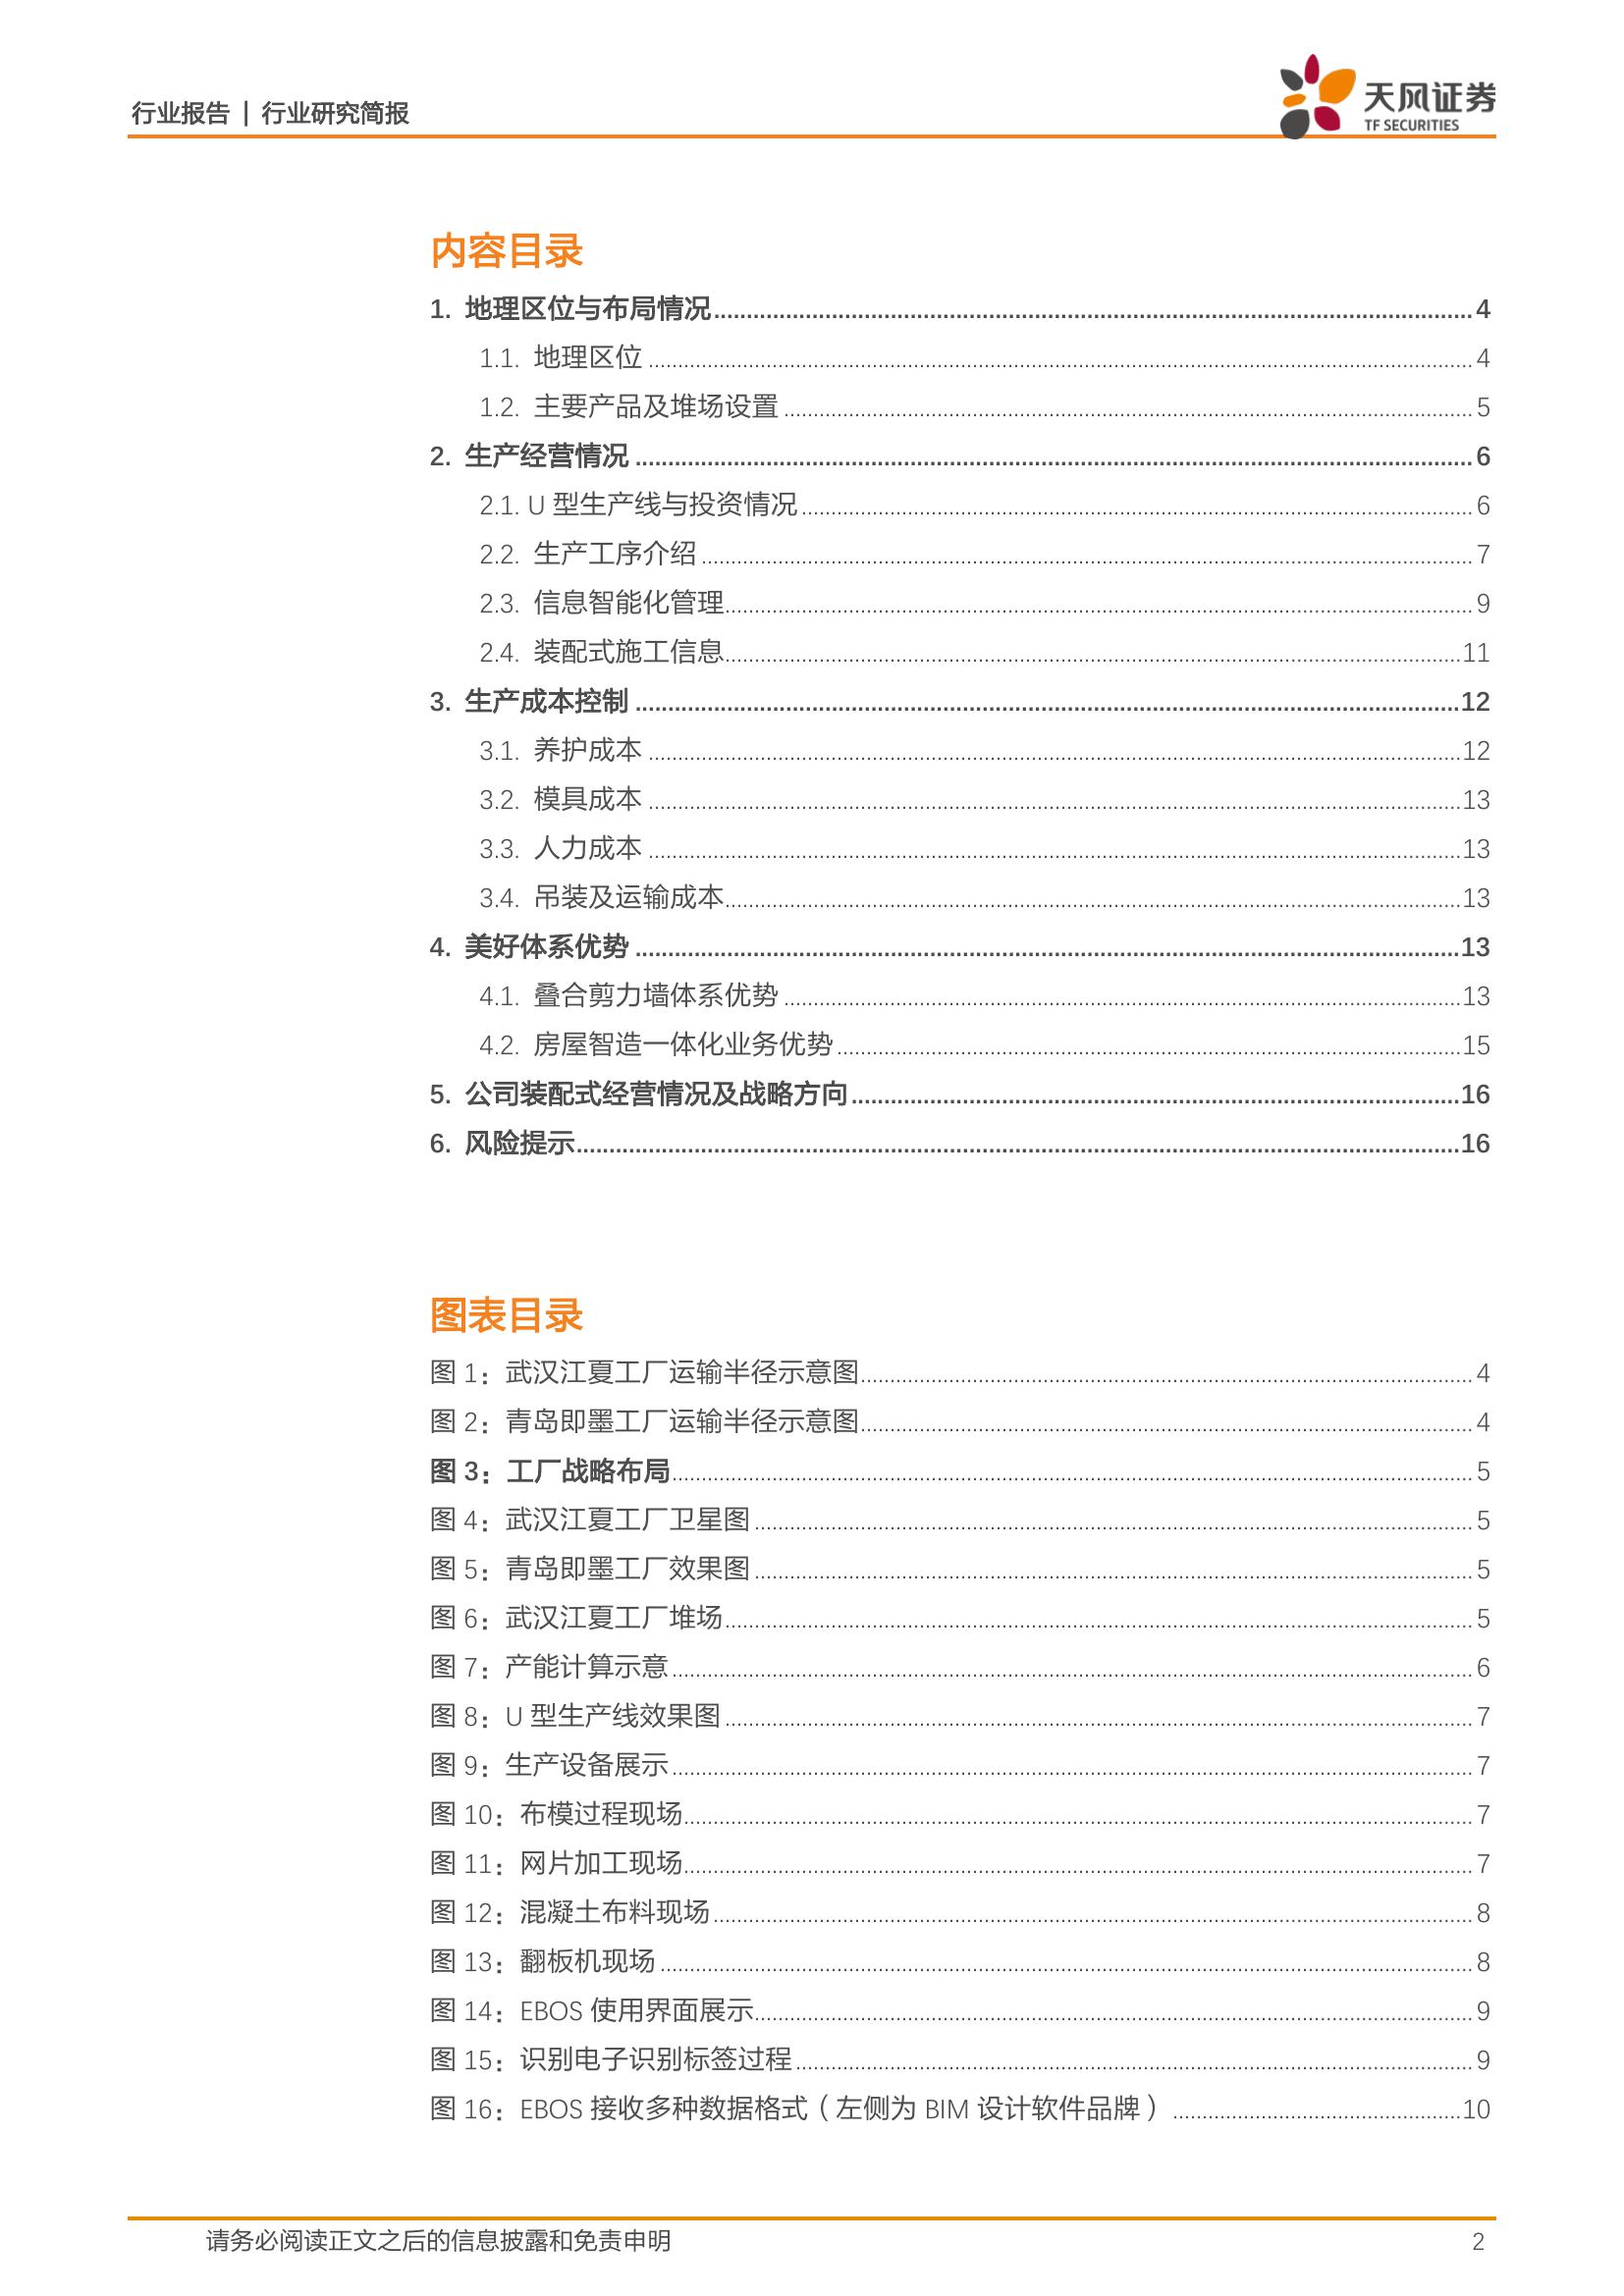 行业报告 | 行业研究简报
天风证券
TF SECURITIES
内容目录
1. 地理区位与布局情况 4
1.1. 地理区位 4
1.2. 主要产品及堆场设置 5
2. 生产经营情况 6
2.1. U 型生产线与投资情况 6
2.2. 生产工序介绍 7
2.3. 信息智能化管理 9
2.4. 装配式施工信息 11
3. 生产成本控制 12
3.1. 养护成本 12
3.2. 模具成本 13
3.3. 人力成本 13
3.4. 吊装及运输成本 13
4. 美好体系优势 13
4.1. 叠合剪力墙体系优势 13
4.2. 房屋智造一体化业务优势 15
5. 公司装配式经营情况及战略方向 16
6. 风险提示 16
图表目录
图 1：武汉江夏工厂运输半径示意图 4
图 2：青岛即墨工厂运输半径示意图 4
图 3：工厂战略布局 5
图 4：武汉江夏工厂卫星图 5
图 5：青岛即墨工厂效果图 5
图 6：武汉江夏工厂堆场 5
图 7：产能计算示意 6
图 8：U 型生产线效果图 7
图 9：生产设备展示 7
图 10：布模过程现场 7
图 11：网片加工现场 7
图 12：混凝土布料现场 8
图 13：翻板机现场 8
图 14：EBOS 使用界面展示 9
图 15：识别电子识别标签过程 9
图 16：EBOS 接收多种数据格式（左侧为 BIM 设计软件品牌） 10
请务必阅读正文之后的信息披露和免责申明 2